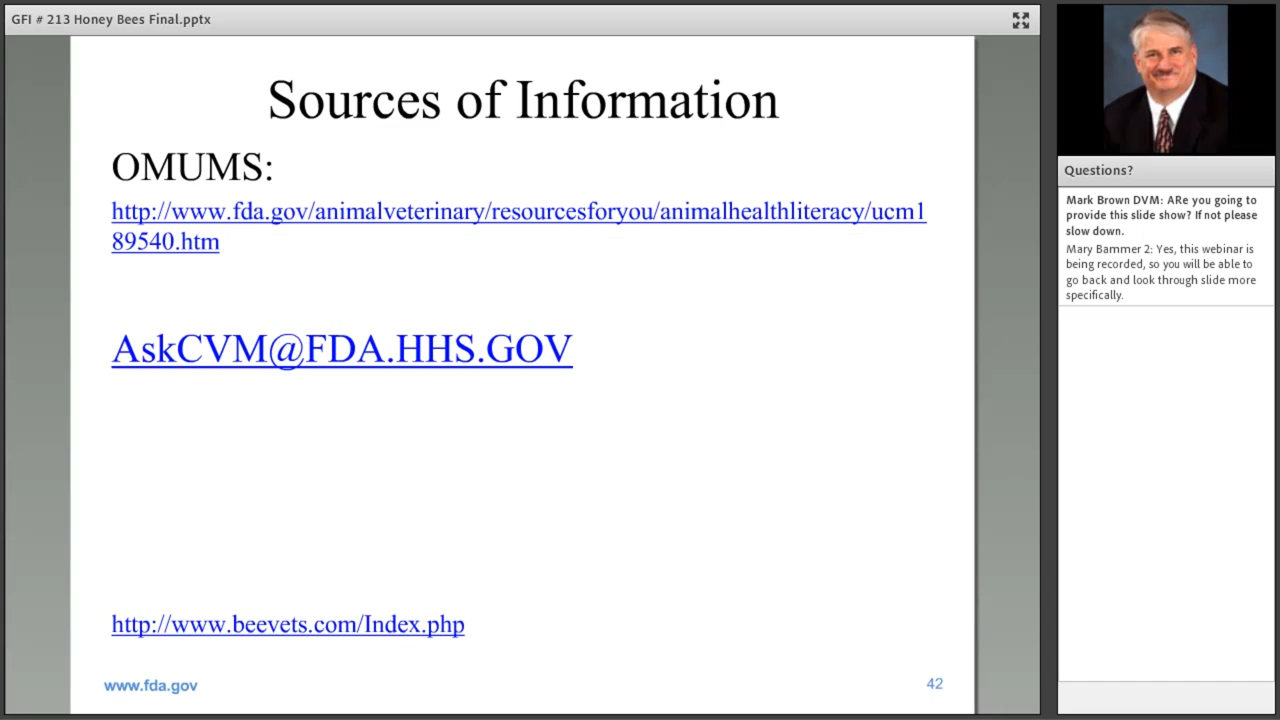 GFI # 213 Honey Bees Final.pptx
Sources of Information
OMUMS:
http://www.fda.gov/animalveterinary/resourcesforyou/animalhealthliteracy/ucm1
89540.htm
AskCVM@FDA.HHS.GOV
http://www.beevets.com/Index.php
www.fda.gov
42
Questions?
Mark Brown DVM: ARe you going to
provide this slide show? If not please
slow down.
Mary Bammer 2: Yes, this webinar is
being recorded, so you will be able to
go back and look through slide more
specifically.